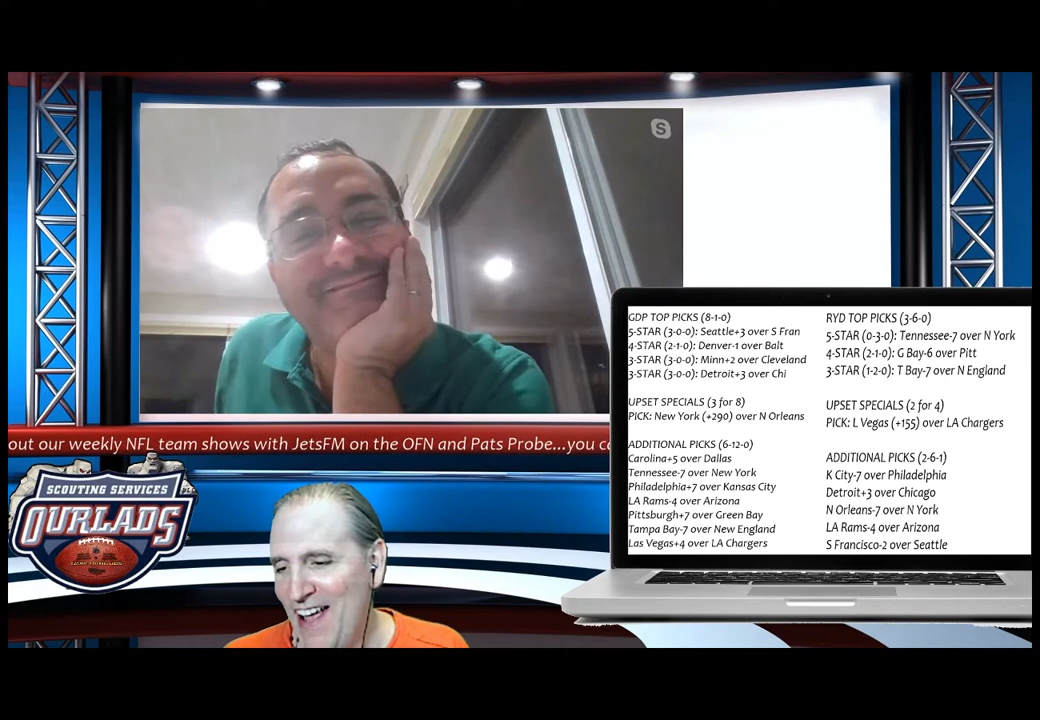 S
GDP TOP PICKS (8-1-0)
5-STAR (3-0-0): Seattle+3 over S Fran
4-STAR (2-1-0): Denver-1 over Balt
3-STAR (3-0-0): Minn+2 over Cleveland
3-STAR (3-0-0): Detroit+3 over Chi
UPSET SPECIALS (3 for 8)
PICK: New York (+290) over N Orleans
ADDITIONAL PICKS (6-12-0)
Carolina+5 over Dallas
Tennessee-7 over New York
Philadelphia+7 over Kansas City
LA Rams-4 over Arizona
Pittsburgh+7 over Green Bay
Tampa Bay-7 over New England
Las Vegas+4 over LA Chargers
RYD TOP PICKS (3-6-0)
5-STAR (0-3-0): Tennessee-7 over N York
4-STAR (2-1-0): G Bay-6 over Pitt
3-STAR (1-2-0): T Bay-7 over N England
UPSET SPECIALS (2 for 4)
PICK: L Vegas (+155) over LA Chargers
ADDITIONAL PICKS (2-6-1)
K City-7 over Philadelphia
Detroit+3 over Chicago
N Orleans-7 over N York
LA Rams-4 over Arizona
S Francisco-2 over Seattle
out our weekly NFL team shows with JetsFM on the OFN and Pats Probe...you ca
SCOUTING SERVICES
OURLADS